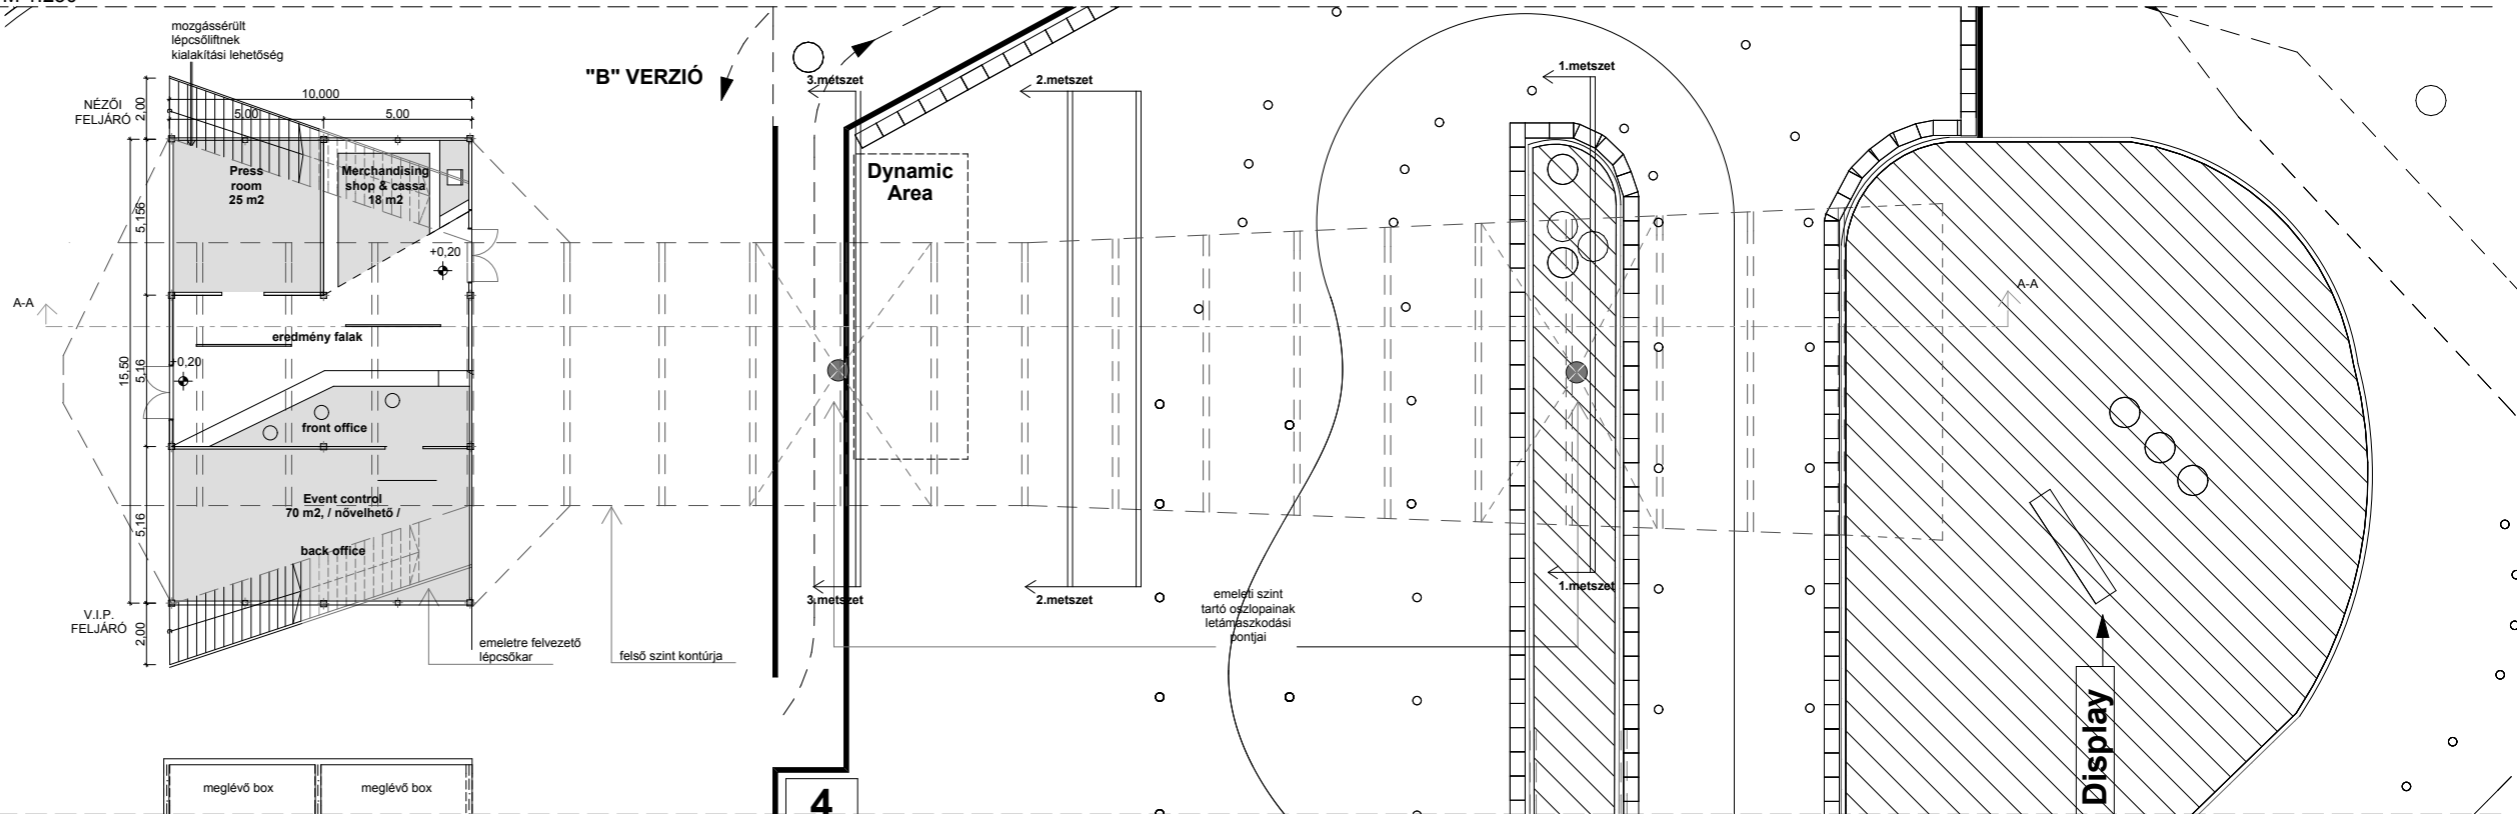 mozgássérült
lépcsőliftnek
kialakítási lehetőség
"B" VERZIÓ
NÉZŐI
FELJÁRÓ
2,00
10,000
5,00
5,00
3.metszet
2.metszet
1.metszet
Press
room
25 m2
Merchandising
shop & cassa
18 m2
Dynamic
Area
5,156
+0,20
A-A
A-A
eredmény falak
+0,20
15,50
5,16
front office
Event control
70 m2, / nővelhető /
5,16
back office
V.I.P.
FELJÁRÓ
2,00
emeletre felvezető
lépcsőkar
felső szint kontúrja
3.metszet
2.metszet
1.metszet
emeleti szint
tartó oszlopainak
letámaszkodási
pontjai
Display
meglévő box
meglévő box
4